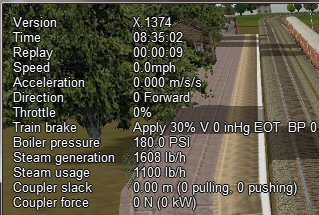 Version X.1374
Time 08:35:02
Replay 00:00:09
Speed 0.0mph
Acceleration 0.000 m/s/s
Direction 0 Forward
Throttle 0%
Train brake Apply 30% V 0 inHg EOT BP 0
Boiler pressure 180.0 PSI
Steam generation 1608 lb/h
Steam usage 1100 lb/h
Coupler slack 0.00 m (0 pulling, 0 pushing)
Coupler force 0 N (0 kW)